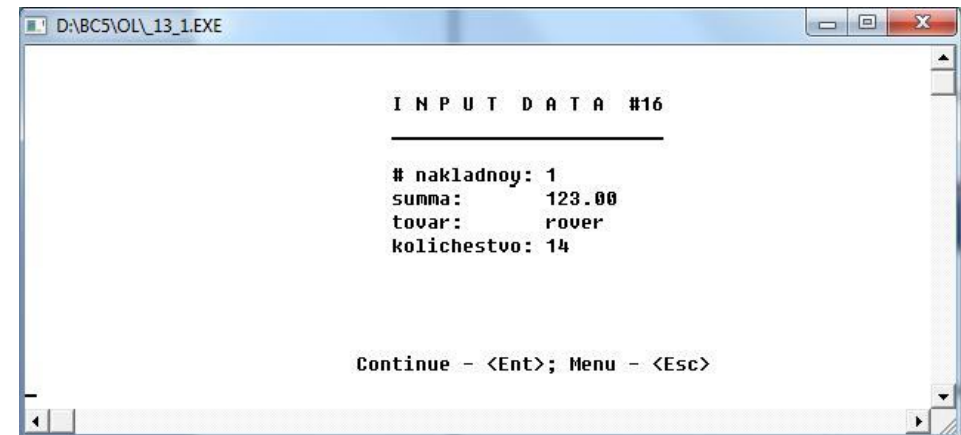 D:\BC5\OL\_13_1.EXE
I N P U T D A T A #16
# nakladnoy: 1
summa: 123.00
tovar: rover
kolichestvo: 14
Continue - <Ent>; Menu - <Esc>